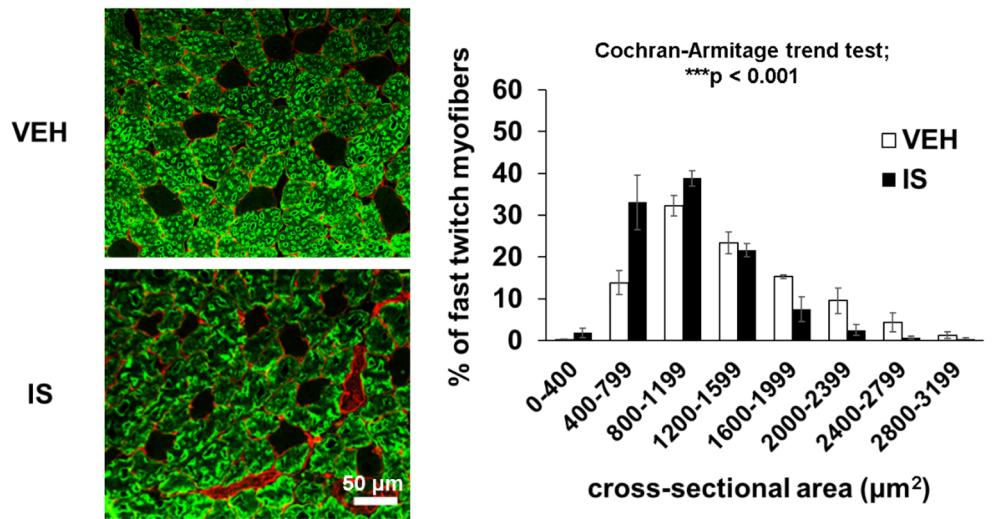 VEH
IS
50 μm
Cochran-Armitage trend test;
***p < 0.001
% of fast twitch myofibers
60
50
40
30
20
10
0
VEH
IS
0-400
400-799
800-1199
1200-1599
1600-1999
2000-2399
2400-2799
2800-3199
cross-sectional area (μm²)